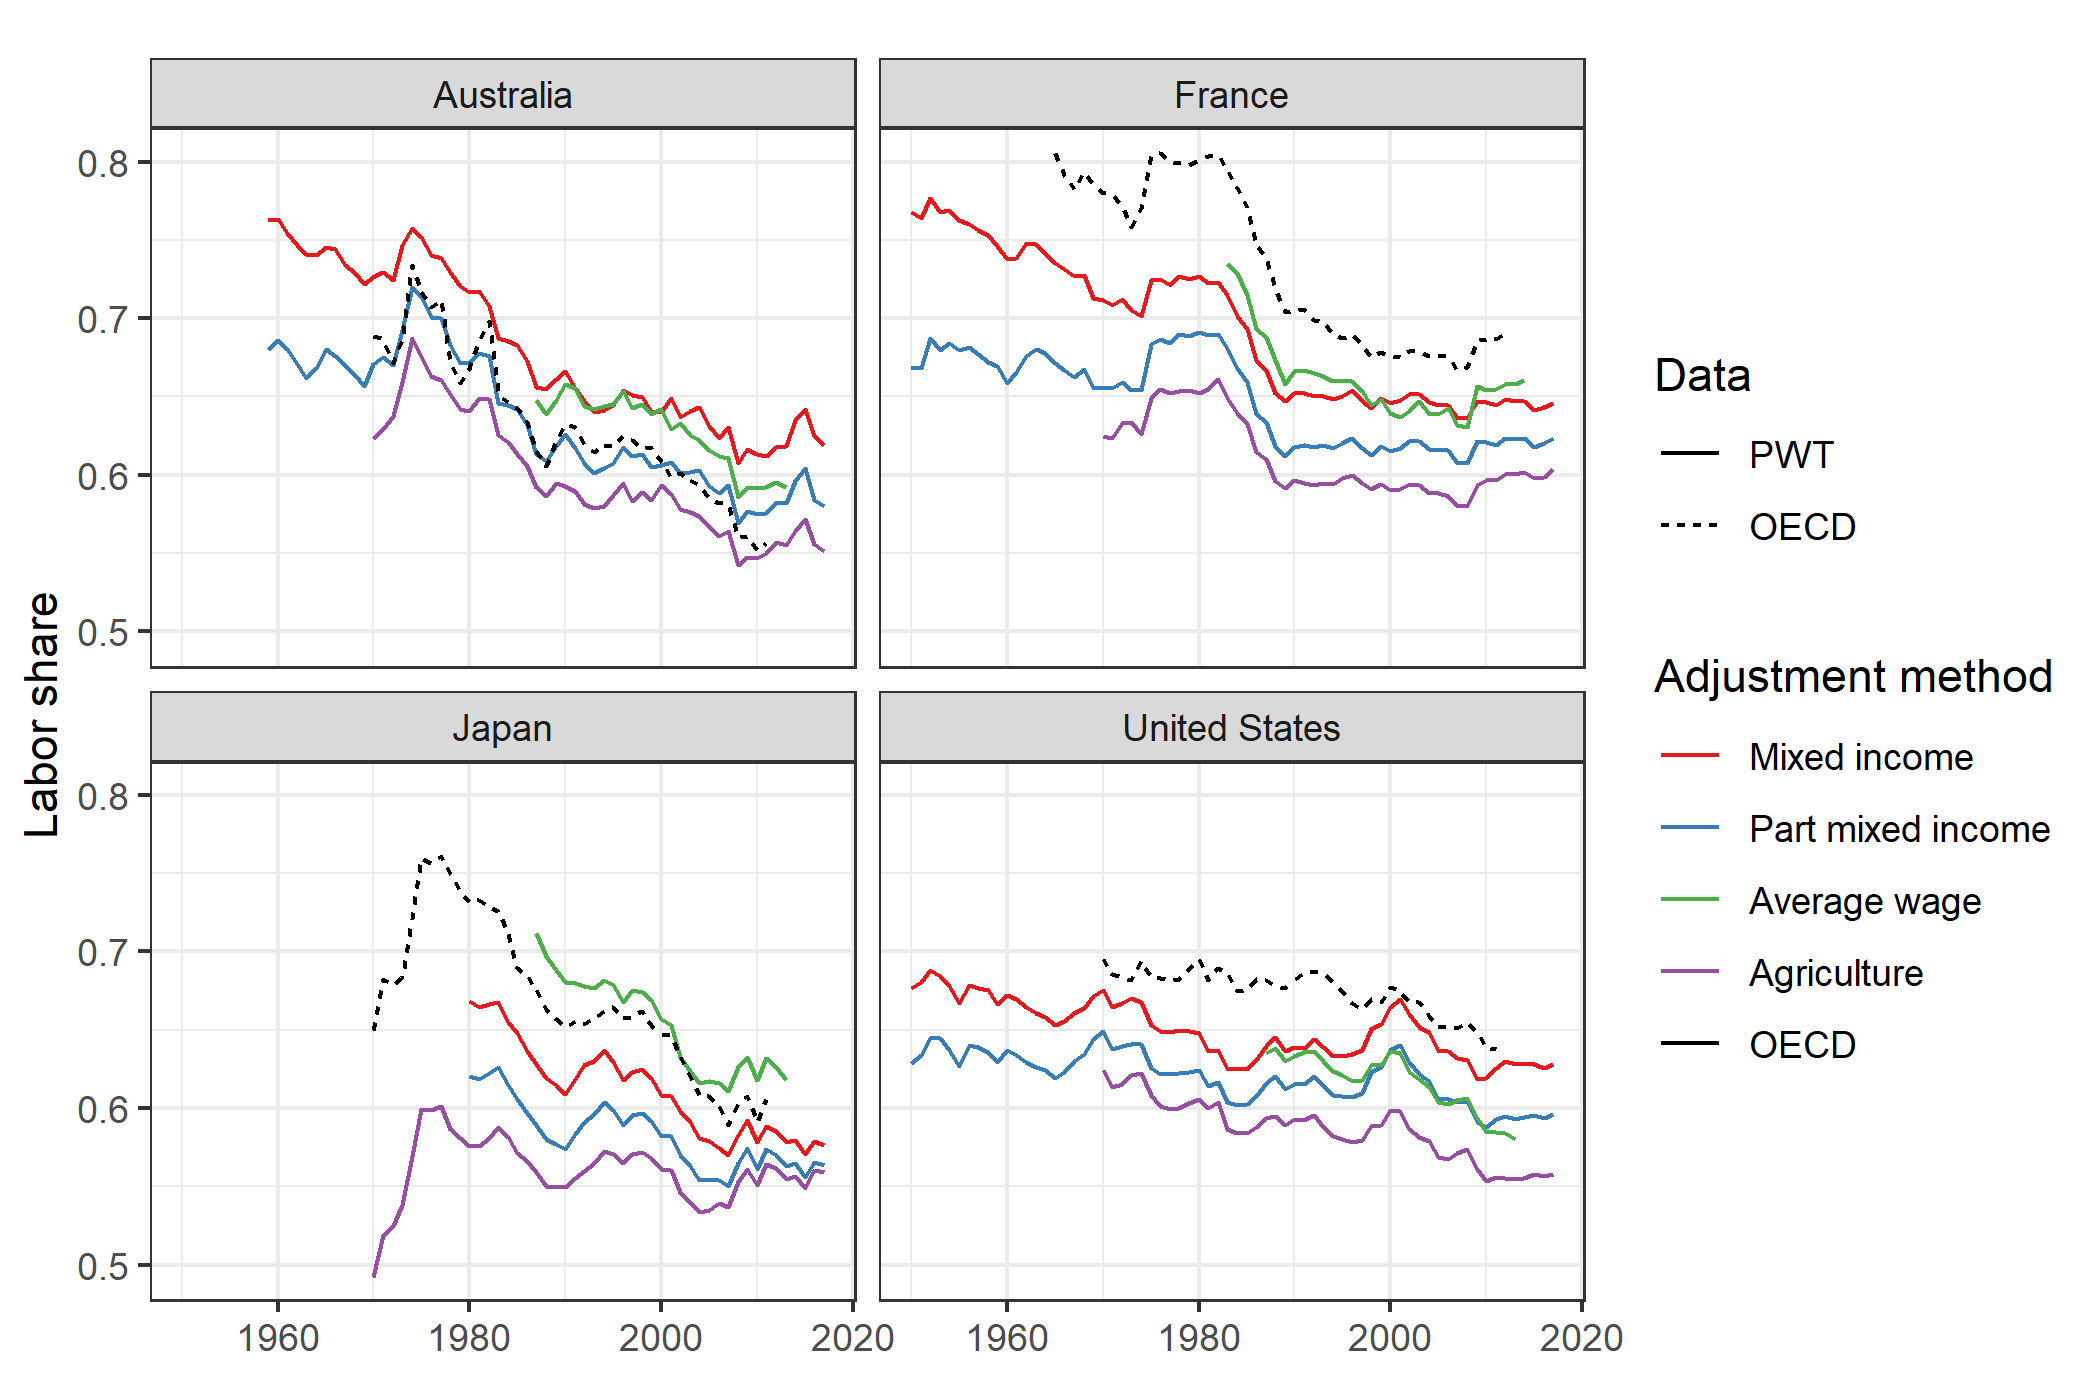 Australia
France
0.8
0.7
0.6
0.5
Japan
United States
0.8
0.7
0.6
0.5
1960
1980
2000
2020
1960
1980
2000
2020
Labor share
Data
PWT
OECD
Adjustment method
Mixed income
Part mixed income
Average wage
Agriculture
OECD